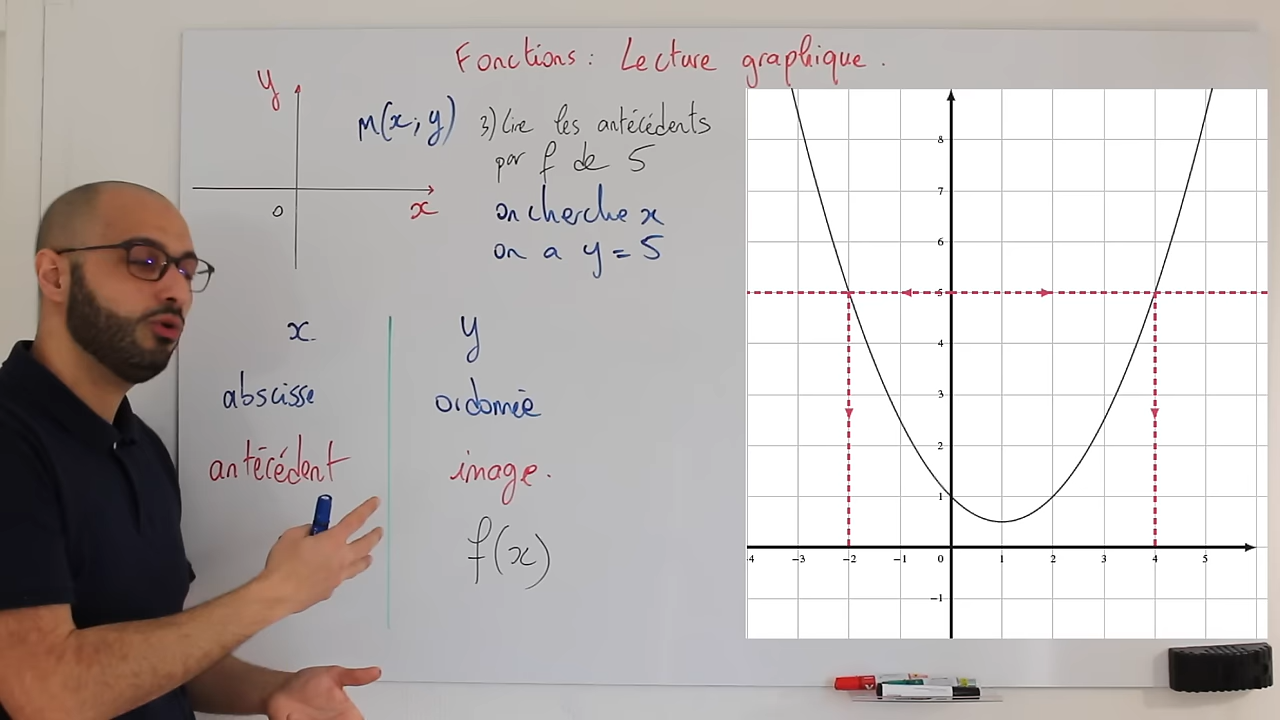 Fonctions : Lecture graphique.
y
M(x; y)
0
x
3) Lire les antécédents
par f de 5
on cherche x
on a y = 5
x
y
abscisse
ordonnée
antécédent
image.
f(x)
8
7
6
5
4
3
2
1
4 −3 −2 −1 0 1 2 3 4 5
−1